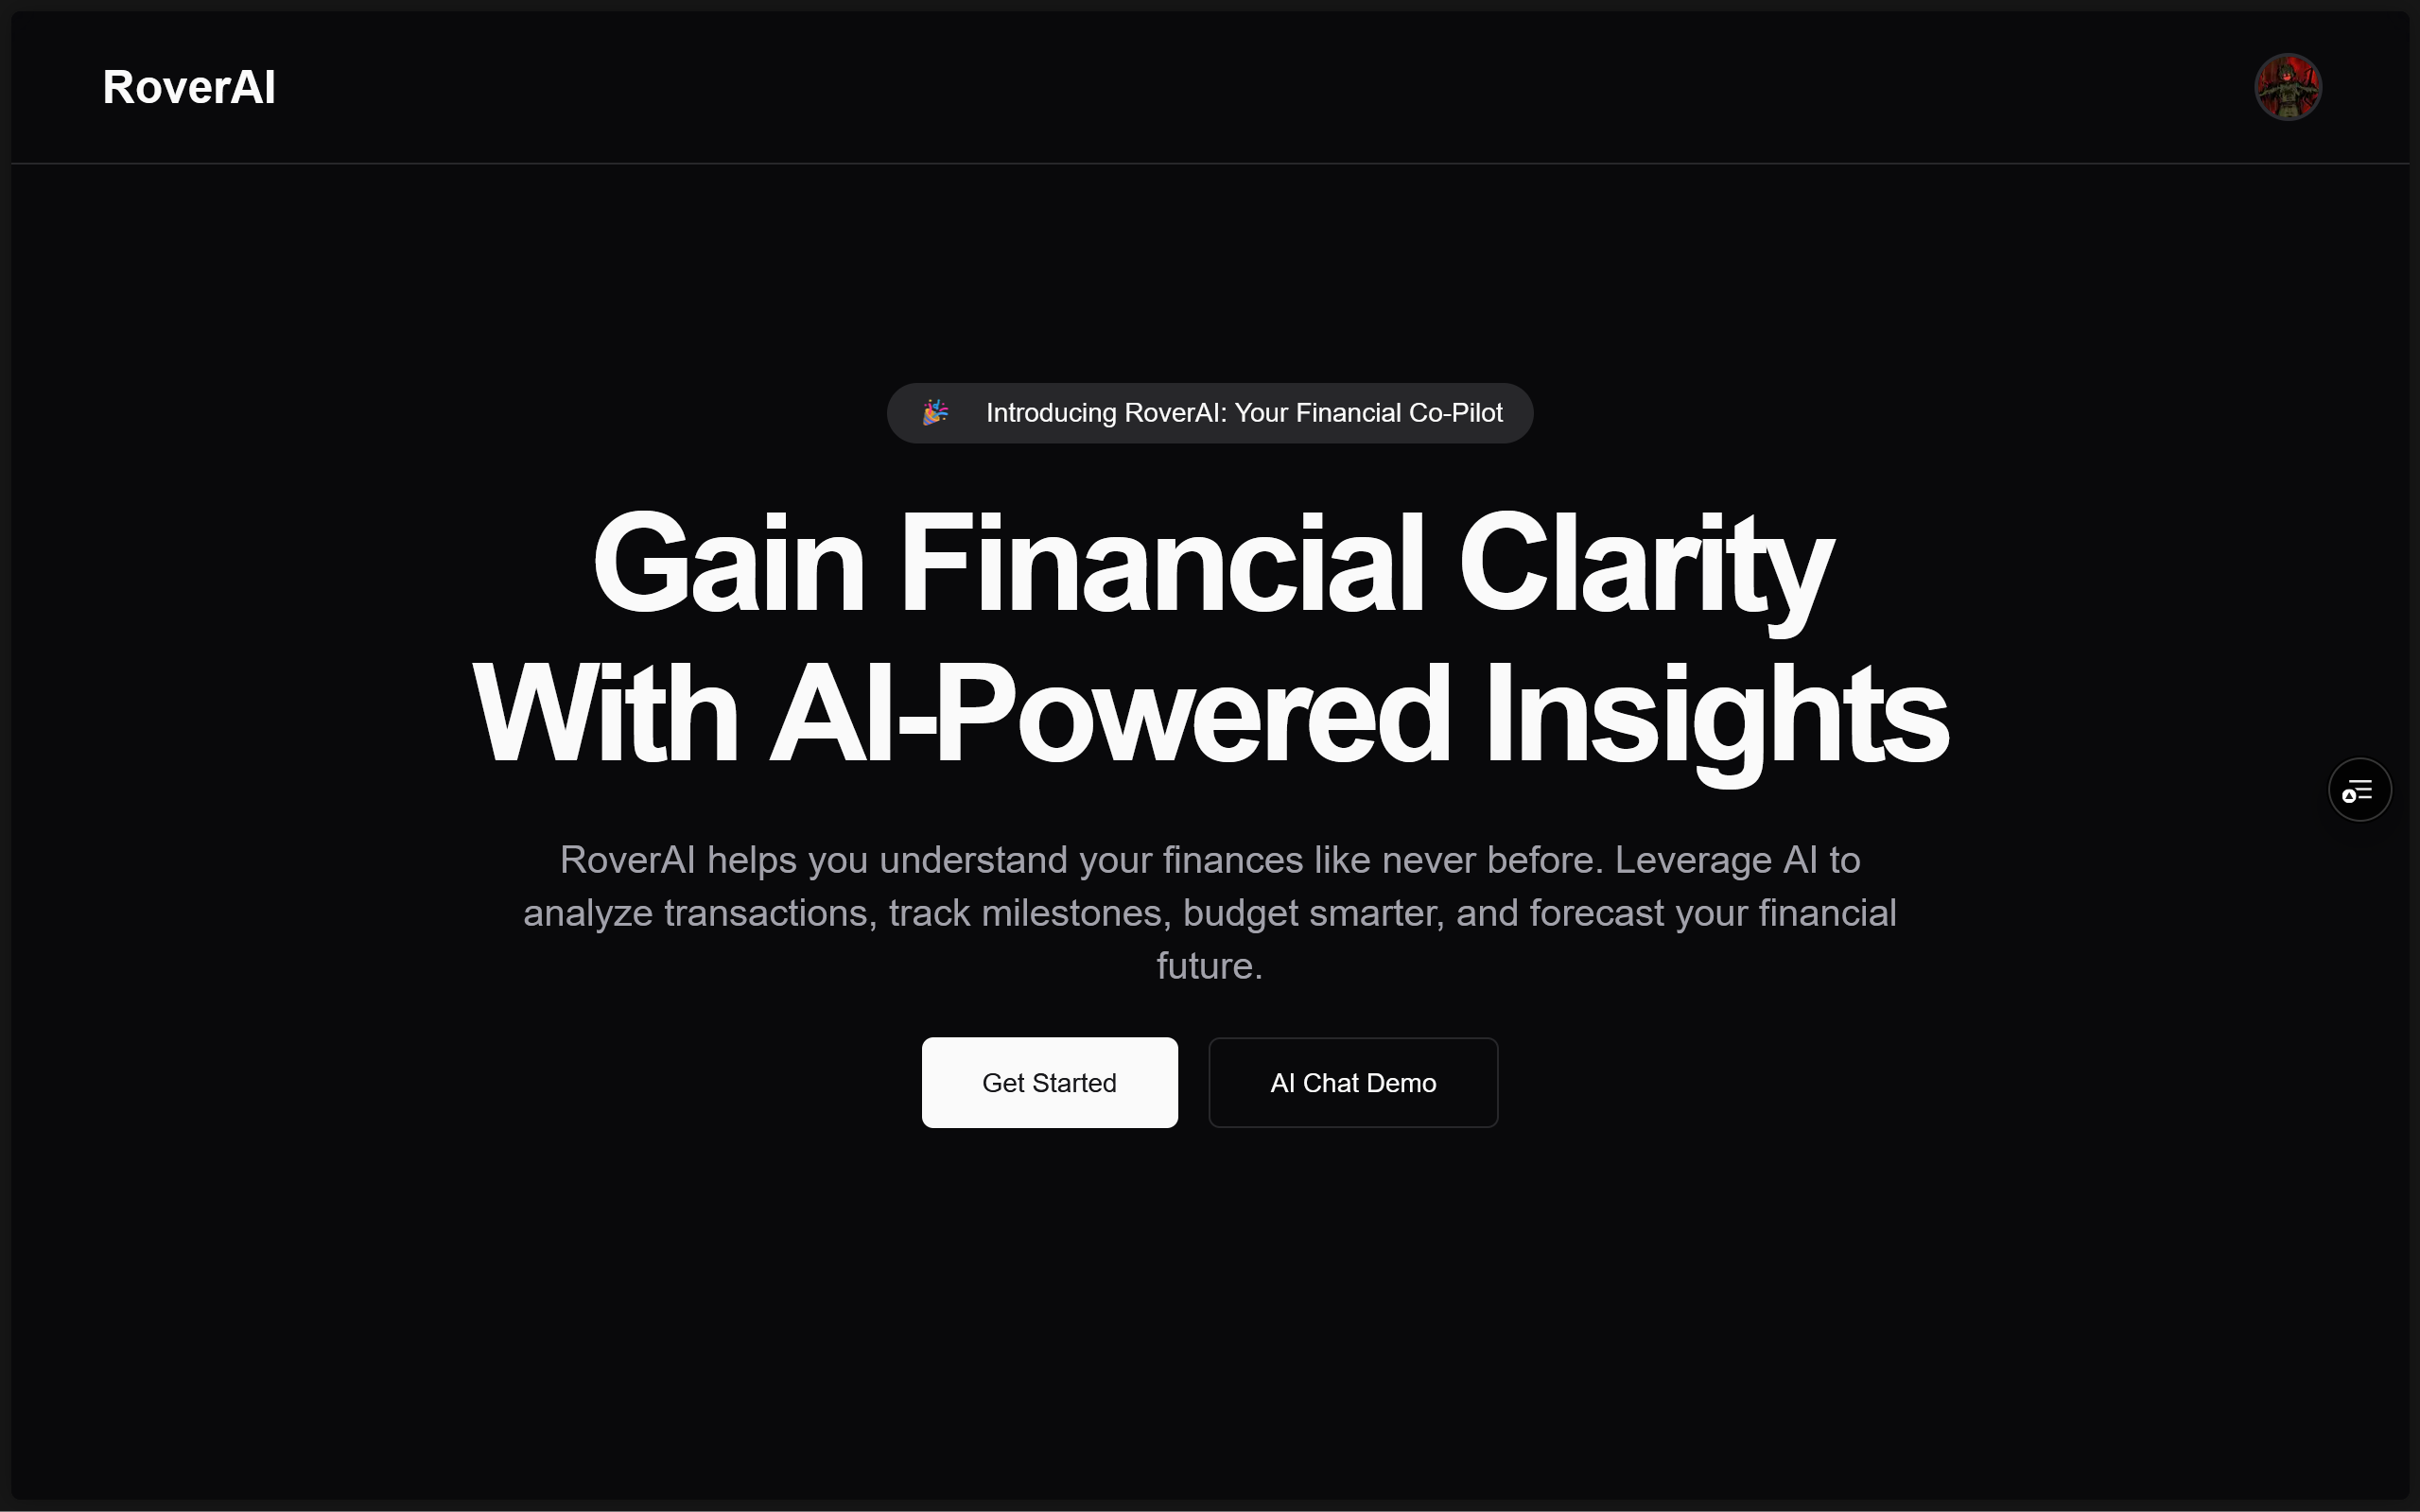 RoverAI
🎉 Introducing RoverAI: Your Financial Co-Pilot
Gain Financial Clarity
With AI-Powered Insights
RoverAI helps you understand your finances like never before. Leverage AI to
analyze transactions, track milestones, budget smarter, and forecast your financial
future.
Get Started
AI Chat Demo